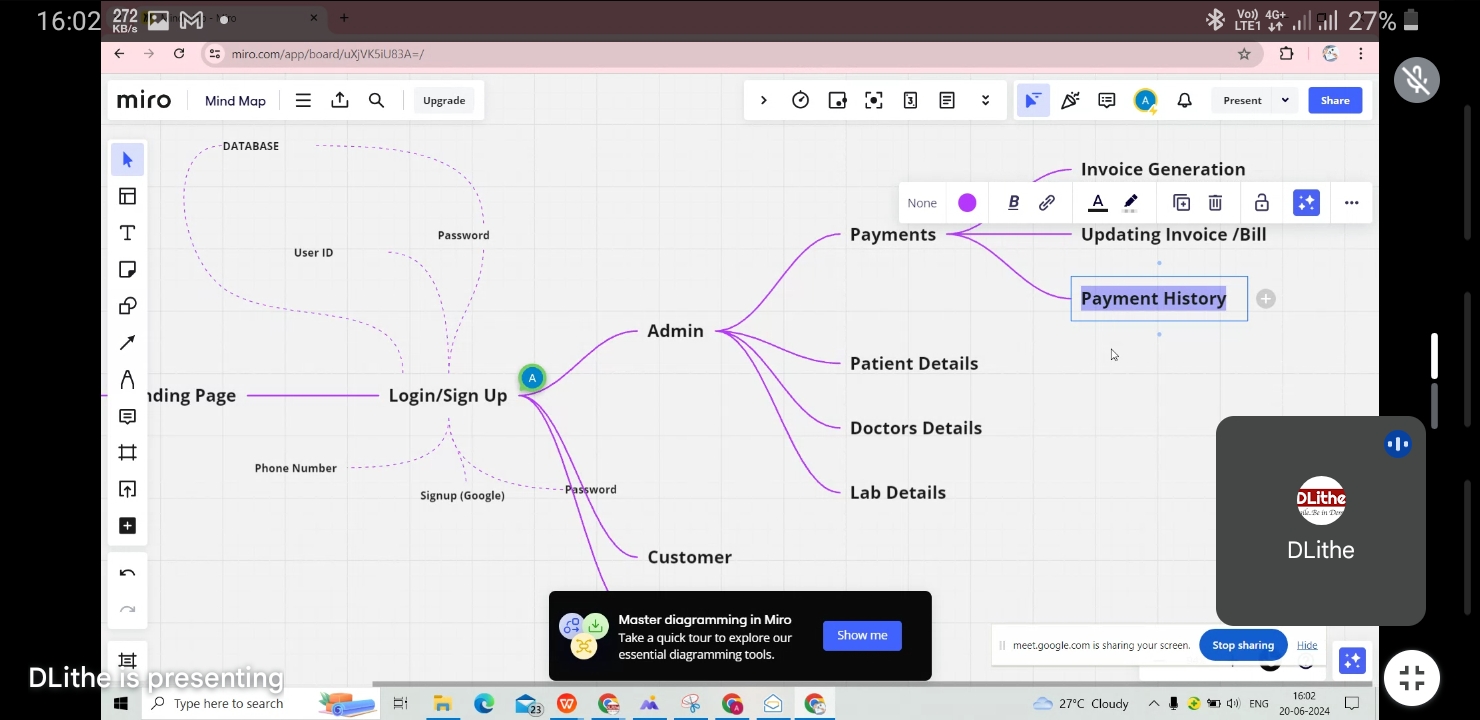 16:02
272
KB/s
Vo)) 4G+
LTE1
27%
miro.com/app/board/uXjVK5iU83A=/
miro
Mind Map
Upgrade
3
A
Present
Share
DATABASE
Invoice Generation
None
B
A
Password
User ID
Payments
Updating Invoice /Bill
Payment History
Admin
Patient Details
A
nding Page
Login/Sign Up
Doctors Details
Phone Number
Signup (Google)
Password
Lab Details
Customer
DLithe
DLithe
Master diagramming in Miro
Take a quick tour to explore our
essential diagramming tools.
Show me
meet.google.com is sharing your screen.
Stop sharing
Hide
DLithe is presenting
Type here to search
23
27°C Cloudy
ENG
16:02
20-06-2024